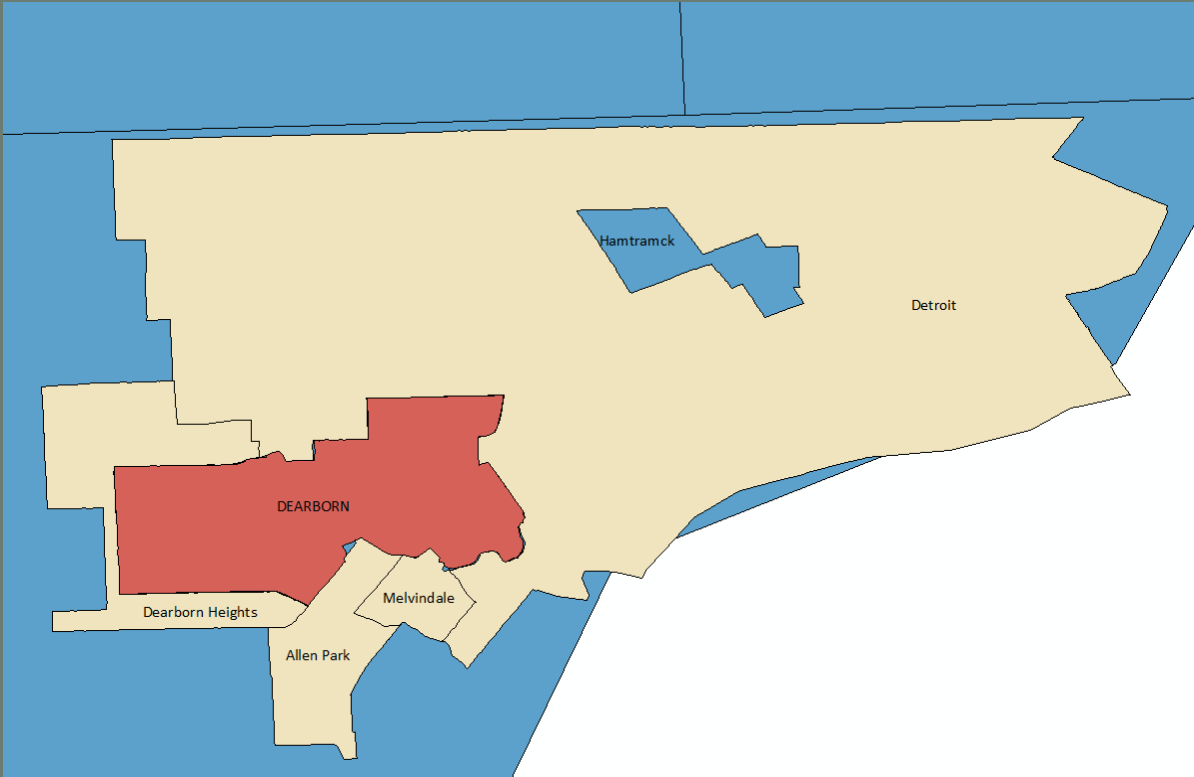 Hamtramck
Detroit
DEARBORN
Melvindale
Dearborn Heights
Allen Park